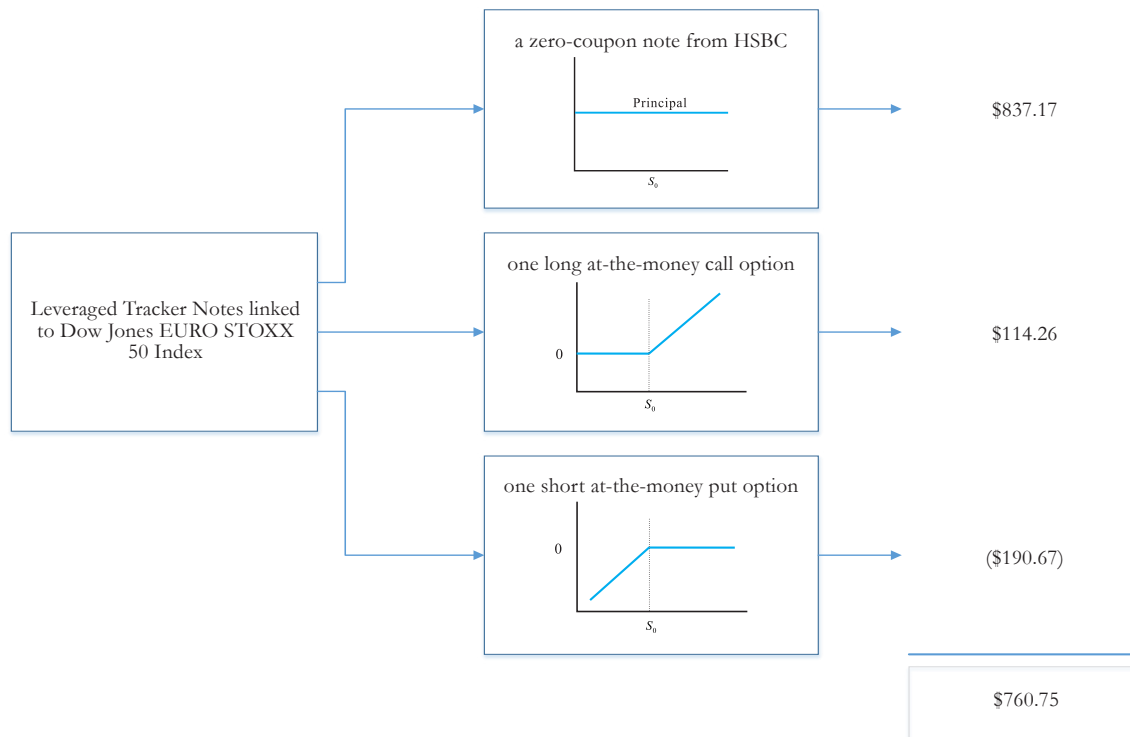 a zero-coupon note from HSBC
Principal
S₀
$837.17
Leveraged Tracker Notes linked
to Dow Jones EURO STOXX
50 Index
one long at-the-money call option
0
S₀
$114.26
one short at-the-money put option
0
S₀
($190.67)
$760.75